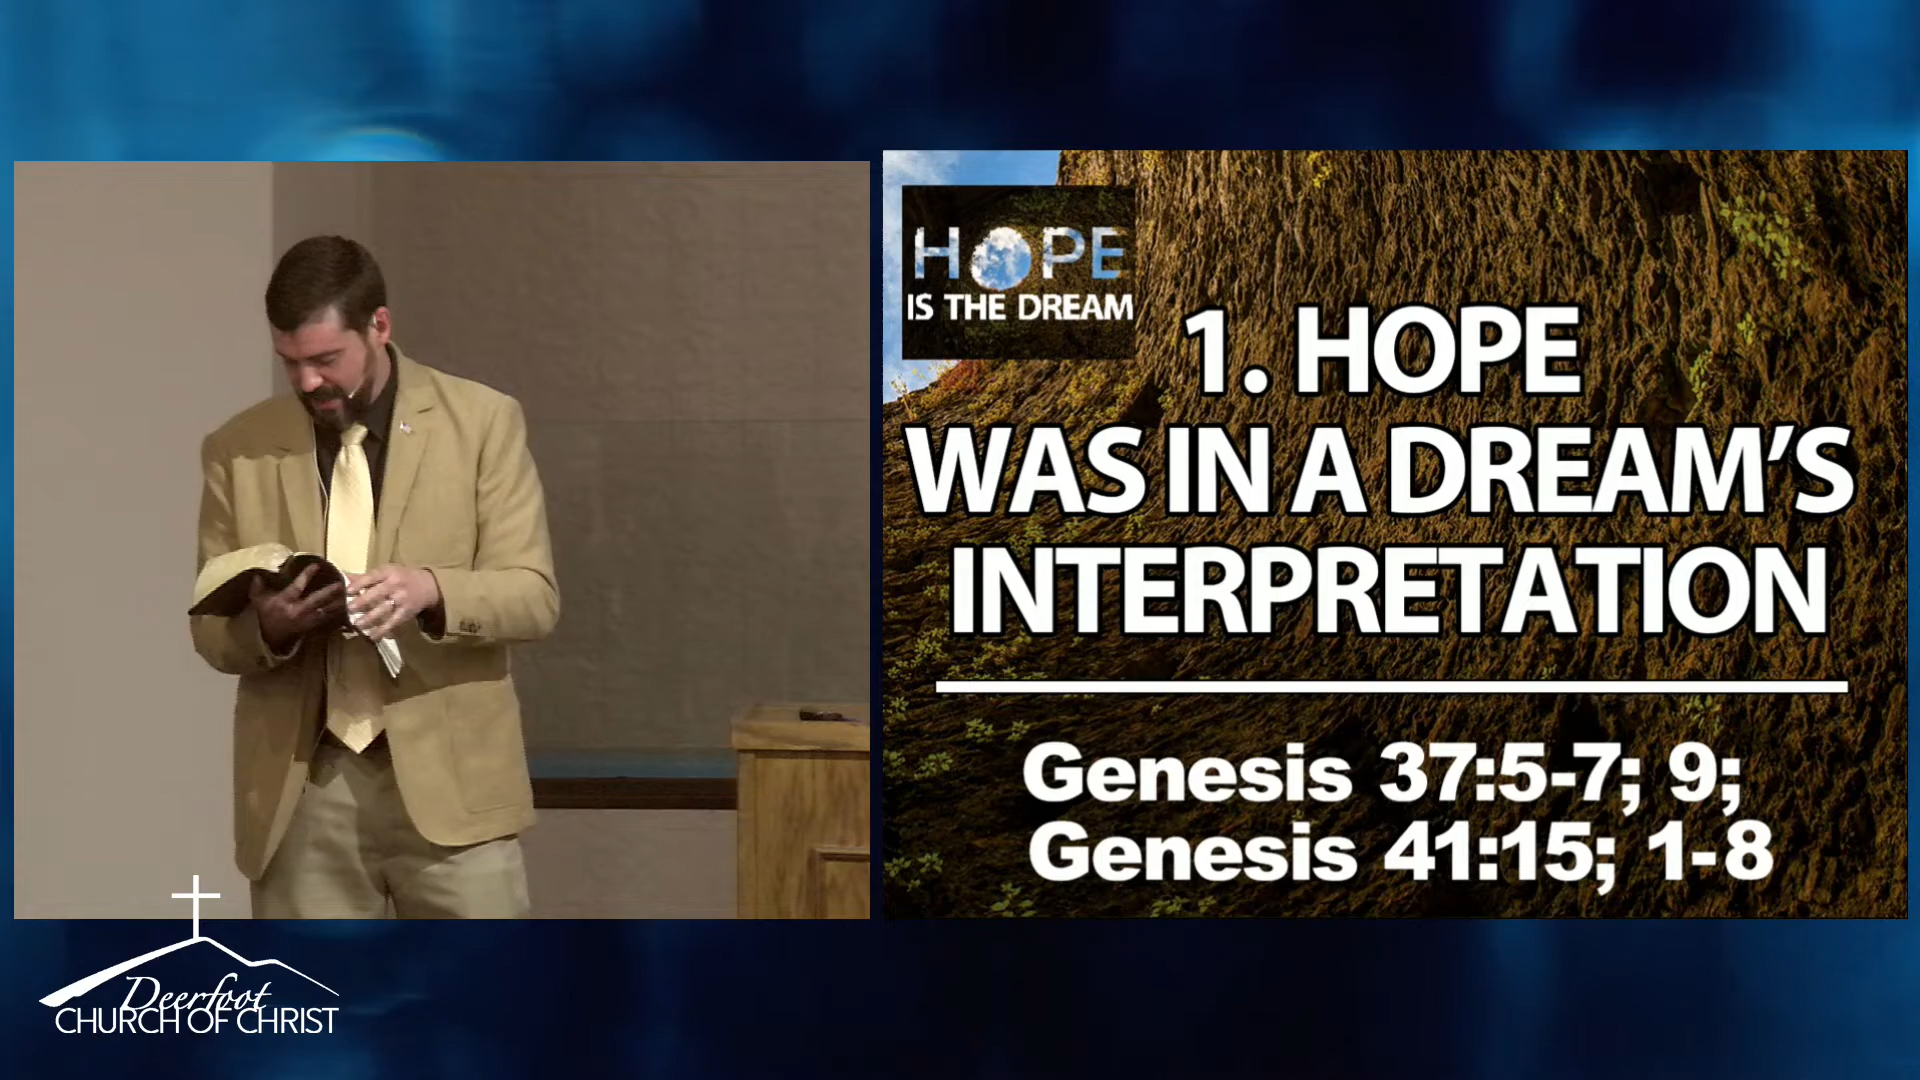 HOPE
IS THE DREAM
1. HOPE
WAS IN A DREAM'S
INTERPRETATION
Genesis 37:5-7; 9;
Genesis 41:15; 1-8
Deerfoot
CHURCH OF CHRIST